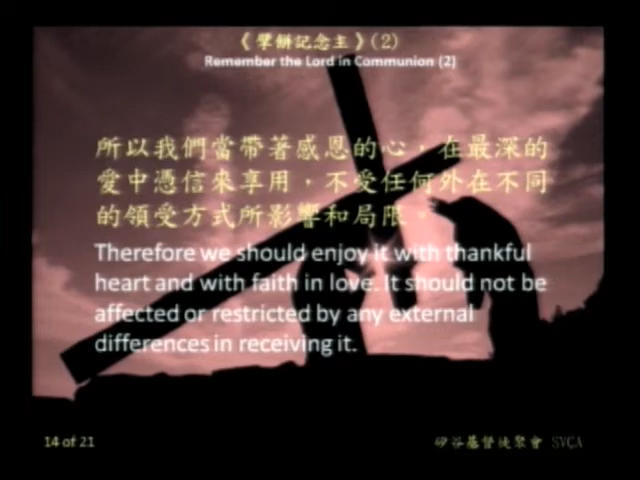 《擘餅記念主》(2)
Remember the Lord in Communion (2)
所以我們當帶著感恩的心，在最深的
愛中憑信來享用，不受任何外在不同
的領受方式所影響和局限。
Therefore we should enjoy it with thankful
heart and with faith in love. It should not be
affected or restricted by any external
differences in receiving it.
14 of 21
矽谷基督徒聚會 SVCA